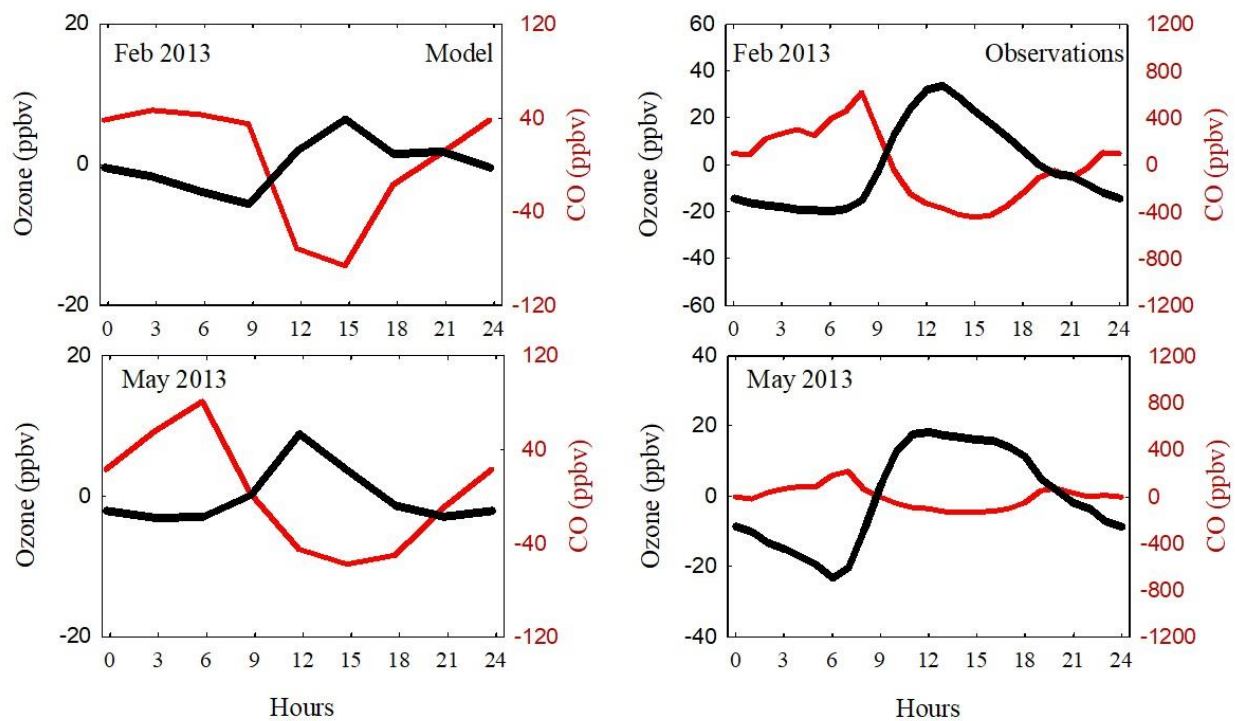 20
120
Feb 2013
Model
40
0
-40
-20
-120
Ozone (ppbv)
CO (ppbv)
0 3 6 9 12 15 18 21 24
60
1200
Feb 2013
Observations
40
800
20
400
0
0
-20
-400
-40
-800
-60
-1200
Ozone (ppbv)
CO (ppbv)
0 3 6 9 12 15 18 21 24
20
120
May 2013
40
0
-40
-20
-120
Ozone (ppbv)
CO (ppbv)
0 3 6 9 12 15 18 21 24
Hours
40
1200
May 2013
800
20
400
0
0
-400
-20
-800
-40
-1200
Ozone (ppbv)
CO (ppbv)
0 3 6 9 12 15 18 21 24
Hours